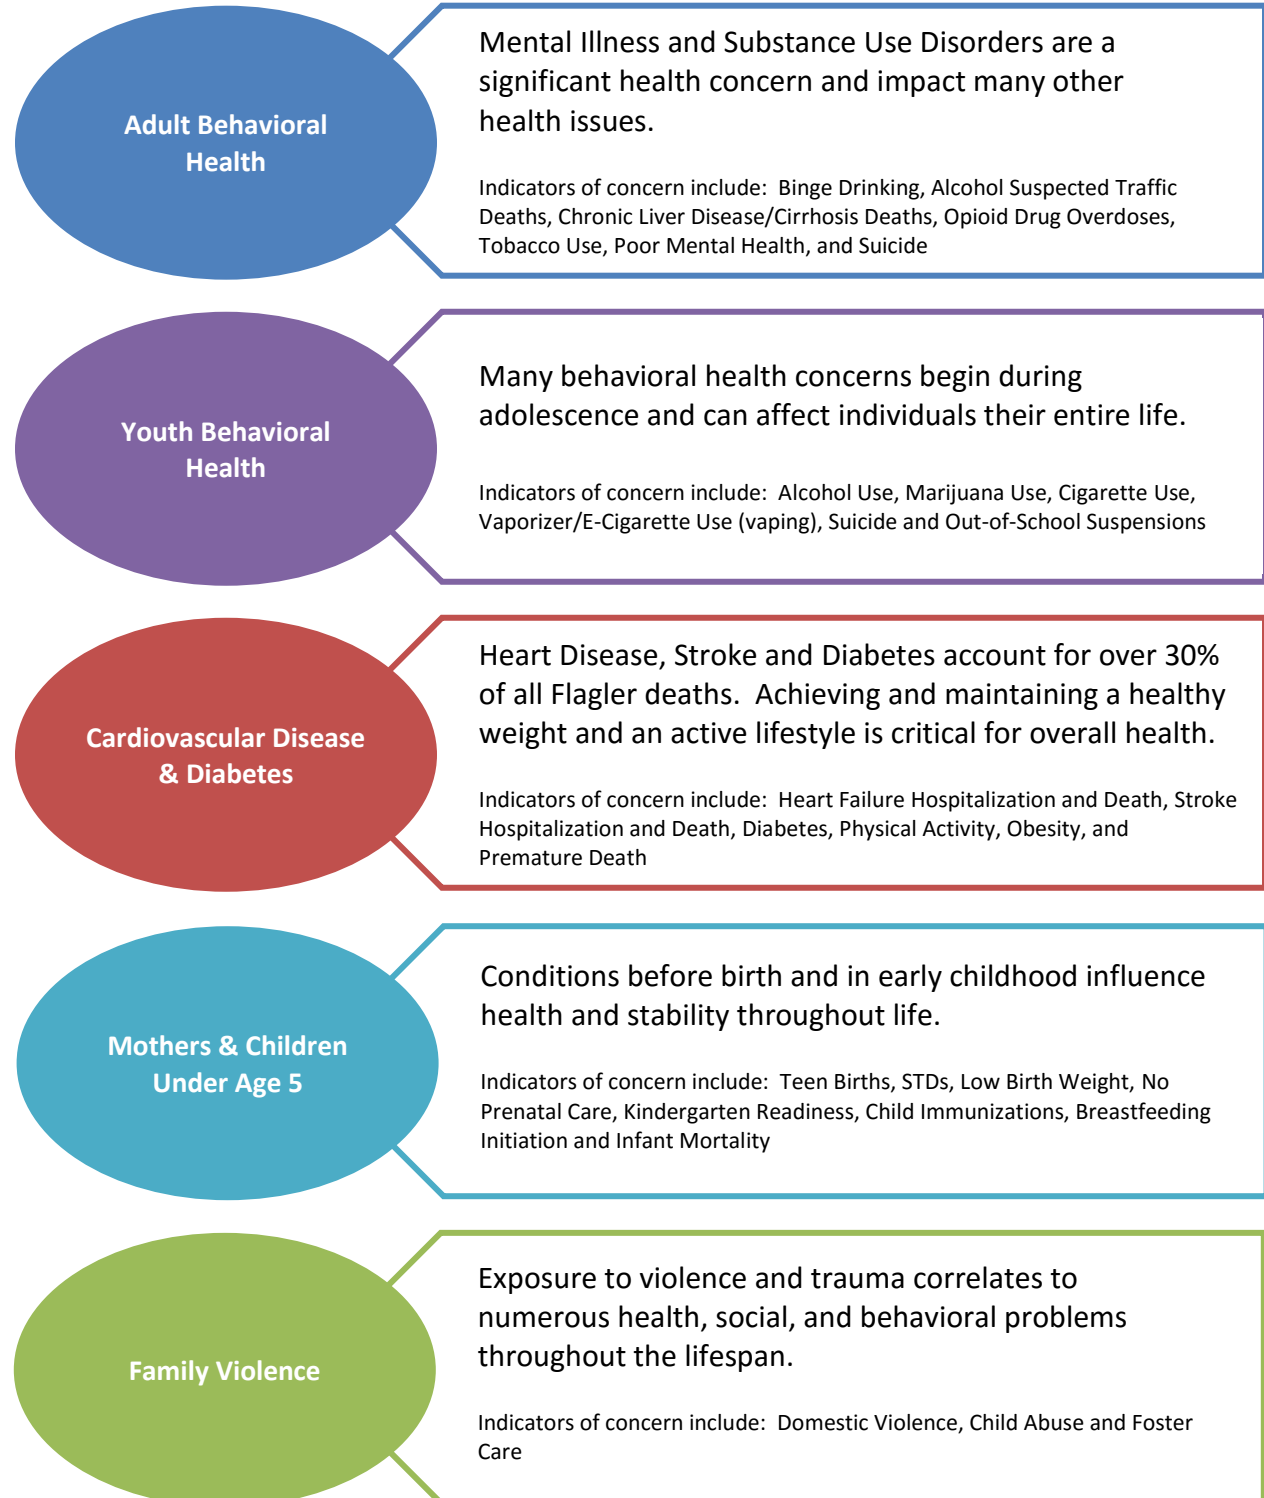 Adult Behavioral
Health
Mental Illness and Substance Use Disorders are a
significant health concern and impact many other
health issues.
Indicators of concern include:  Binge Drinking, Alcohol Suspected Traffic
Deaths, Chronic Liver Disease/Cirrhosis Deaths, Opioid Drug Overdoses,
Tobacco Use, Poor Mental Health, and Suicide
Youth Behavioral
Health
Many behavioral health concerns begin during
adolescence and can affect individuals their entire life.
Indicators of concern include:  Alcohol Use, Marijuana Use, Cigarette Use,
Vaporizer/E-Cigarette Use (vaping), Suicide and Out-of-School Suspensions
Cardiovascular Disease
& Diabetes
Heart Disease, Stroke and Diabetes account for over 30%
of all Flagler deaths.  Achieving and maintaining a healthy
weight and an active lifestyle is critical for overall health.
Indicators of concern include:  Heart Failure Hospitalization and Death, Stroke
Hospitalization and Death, Diabetes, Physical Activity, Obesity, and
Premature Death
Mothers & Children
Under Age 5
Conditions before birth and in early childhood influence
health and stability throughout life.
Indicators of concern include:  Teen Births, STDs, Low Birth Weight, No
Prenatal Care, Kindergarten Readiness, Child Immunizations, Breastfeeding
Initiation and Infant Mortality
Family Violence
Exposure to violence and trauma correlates to
numerous health, social, and behavioral problems
throughout the lifespan.
Indicators of concern include:  Domestic Violence, Child Abuse and Foster
Care